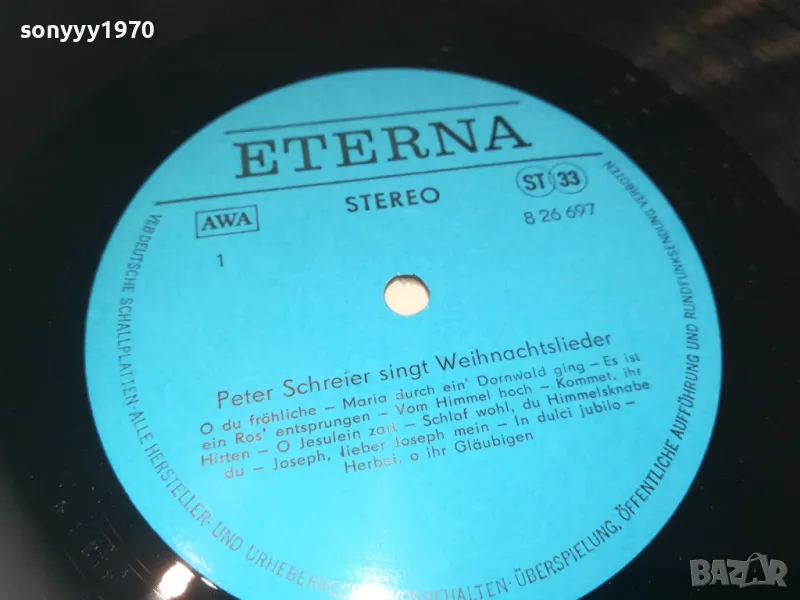 sonyyy1970
ETERNA
STEREO
ST 33
AWA
8 26 697
1
Peter Schreier singt Weihnachtslieder
O du fröhliche – Maria durch ein' Dornwald ging – Es ist
ein Ros' entsprungen – Vom Himmel hoch – Kommet, ihr
Hirten – O Jesulein zart – Schlaf wohl, du Himmelsknabe
du – Joseph, lieber Joseph mein – In dulci jubilo –
Herbei, o ihr Gläubigen
VEB DEUTSCHE SCHALLPLATTEN · ALLE HERSTELLER- UND URHEBERRECHTE VORBEHALTEN · ÜBERSPIELUNG, ÖFFENTLICHE AUFFÜHRUNG UND RUNDFUNKSENDUNG VERBOTEN
BAZAR